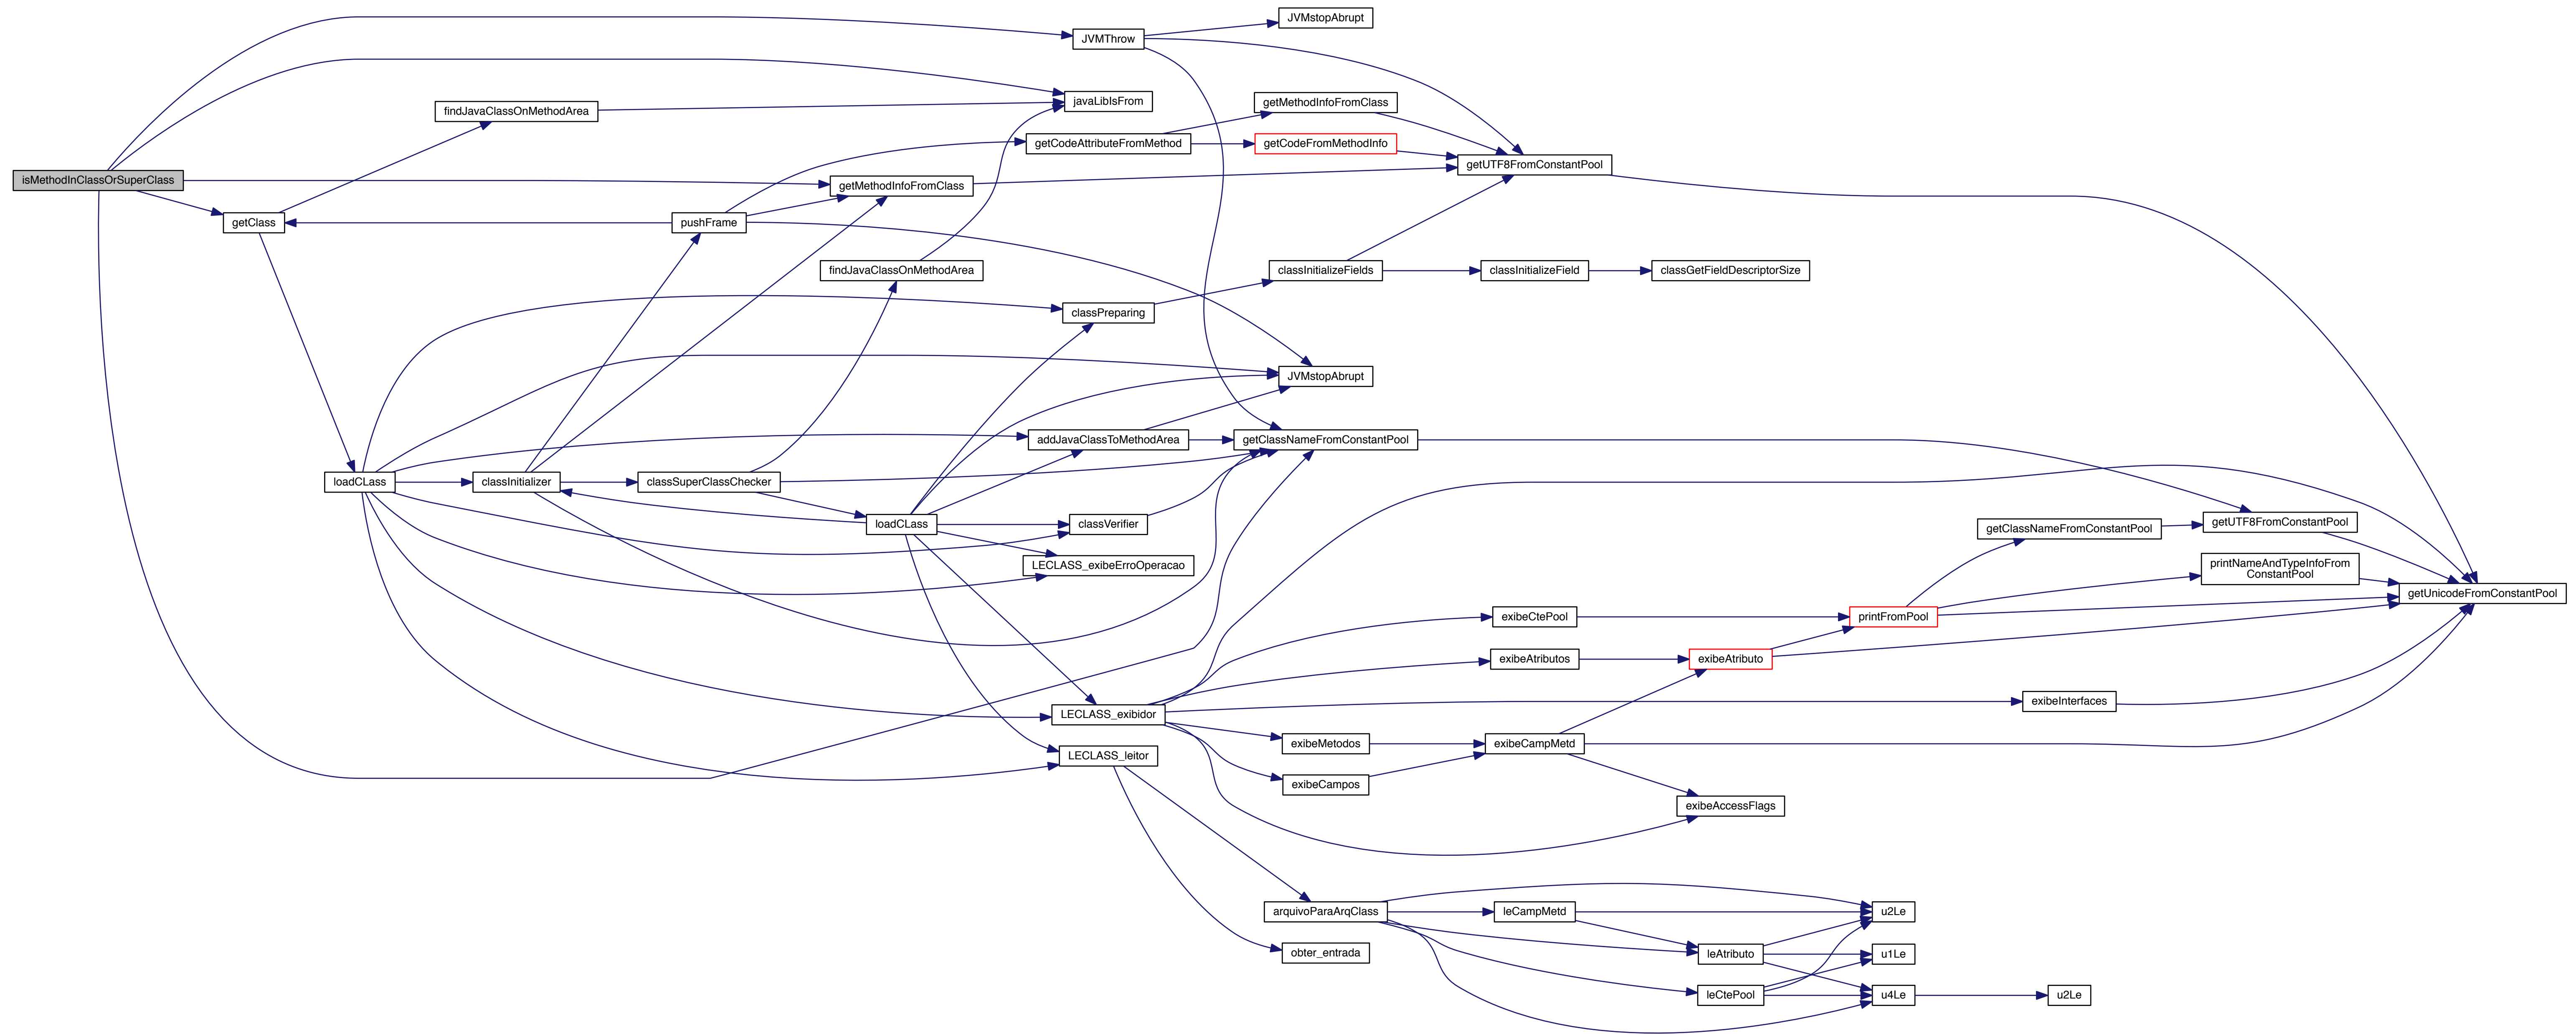 JVMstopAbrupt
JVMThrow
javaLibIsFrom
getMethodInfoFromClass
findJavaClassOnMethodArea
getCodeAttributeFromMethod
getCodeFromMethodInfo
getUTF8FromConstantPool
isMethodInClassOrSuperClass
getMethodInfoFromClass
getClass
pushFrame
findJavaClassOnMethodArea
classInitializeFields
classInitializeField
classGetFieldDescriptorSize
classPreparing
JVMstopAbrupt
addJavaClassToMethodArea
getClassNameFromConstantPool
loadCLass
classInitializer
classSuperClassChecker
loadCLass
classVerifier
getClassNameFromConstantPool
getUTF8FromConstantPool
LECLASS_exibeErroOperacao
printNameAndTypeInfoFrom
ConstantPool
getUnicodeFromConstantPool
exibeCtePool
printFromPool
exibeAtributos
exibeAtributo
exibeInterfaces
LECLASS_exibidor
exibeMetodos
exibeCampMetd
LECLASS_leitor
exibeCampos
exibeAccessFlags
arquivoParaArqClass
leCampMetd
u2Le
obter_entrada
leAtributo
u1Le
leCtePool
u4Le
u2Le